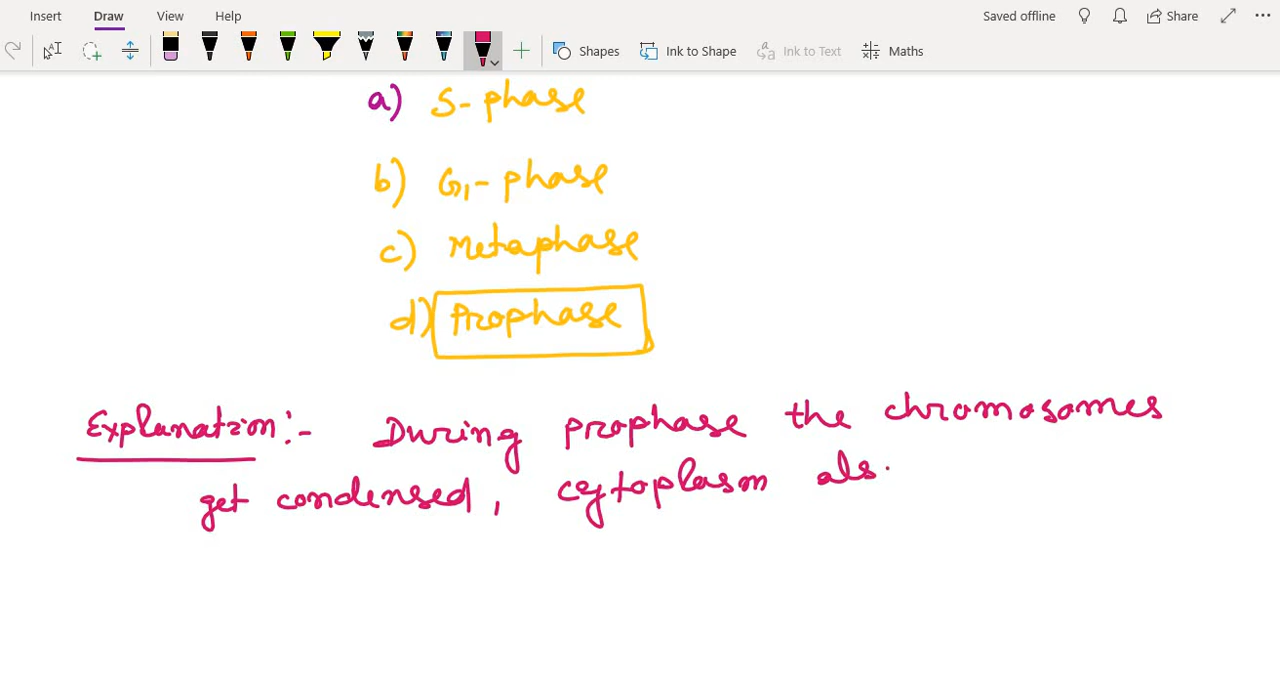 Insert Draw View Help Saved offline Share
Shapes Ink to Shape Ink to Text Maths
a) S-phase
b) G1-phase
c) Metaphase
d) Prophase
Explanation:- During prophase the chromosomes
get condensed, cytoplasm als